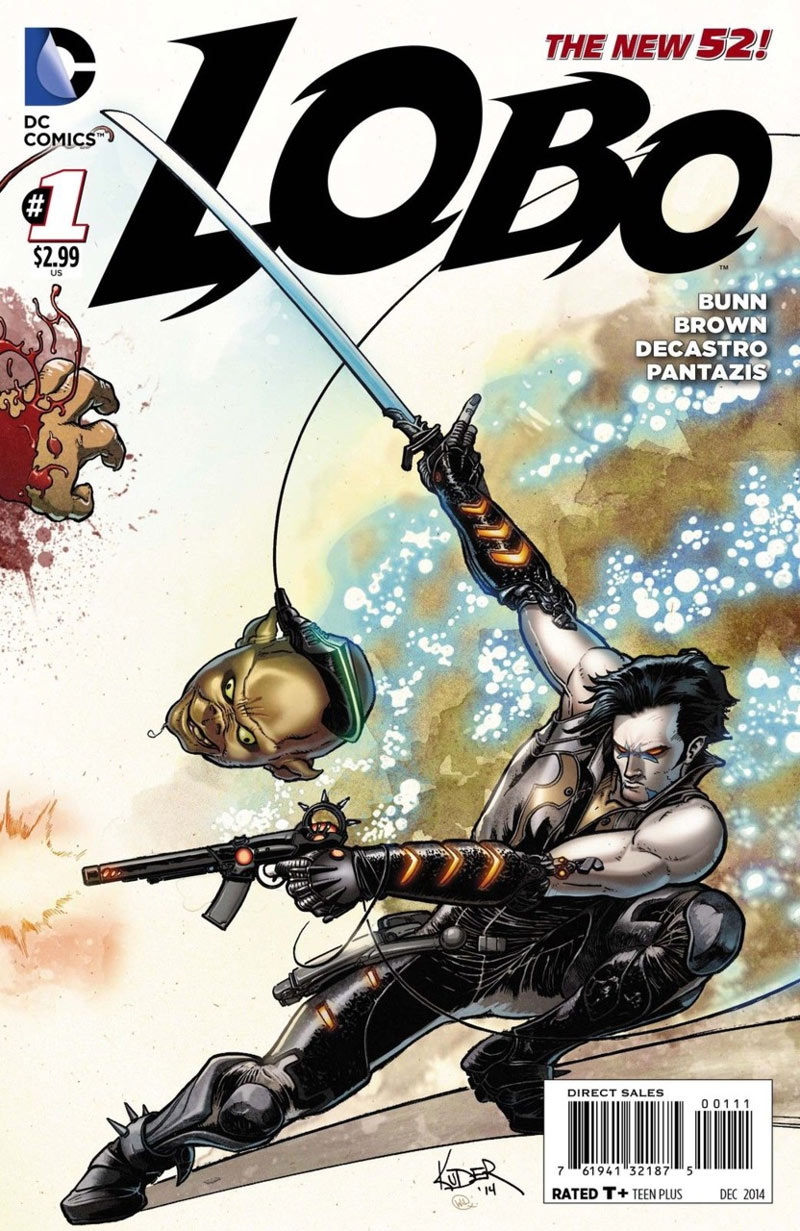 THE NEW 52!
LOBO
TM
DC
COMICS™
#1
$2.99
US
BUNN
BROWN
DECASTRO
PANTAZIS
KUDER
'14
DIRECT SALES
00111
7 61941 32187 5
RATED T+ TEEN PLUS DEC 2014